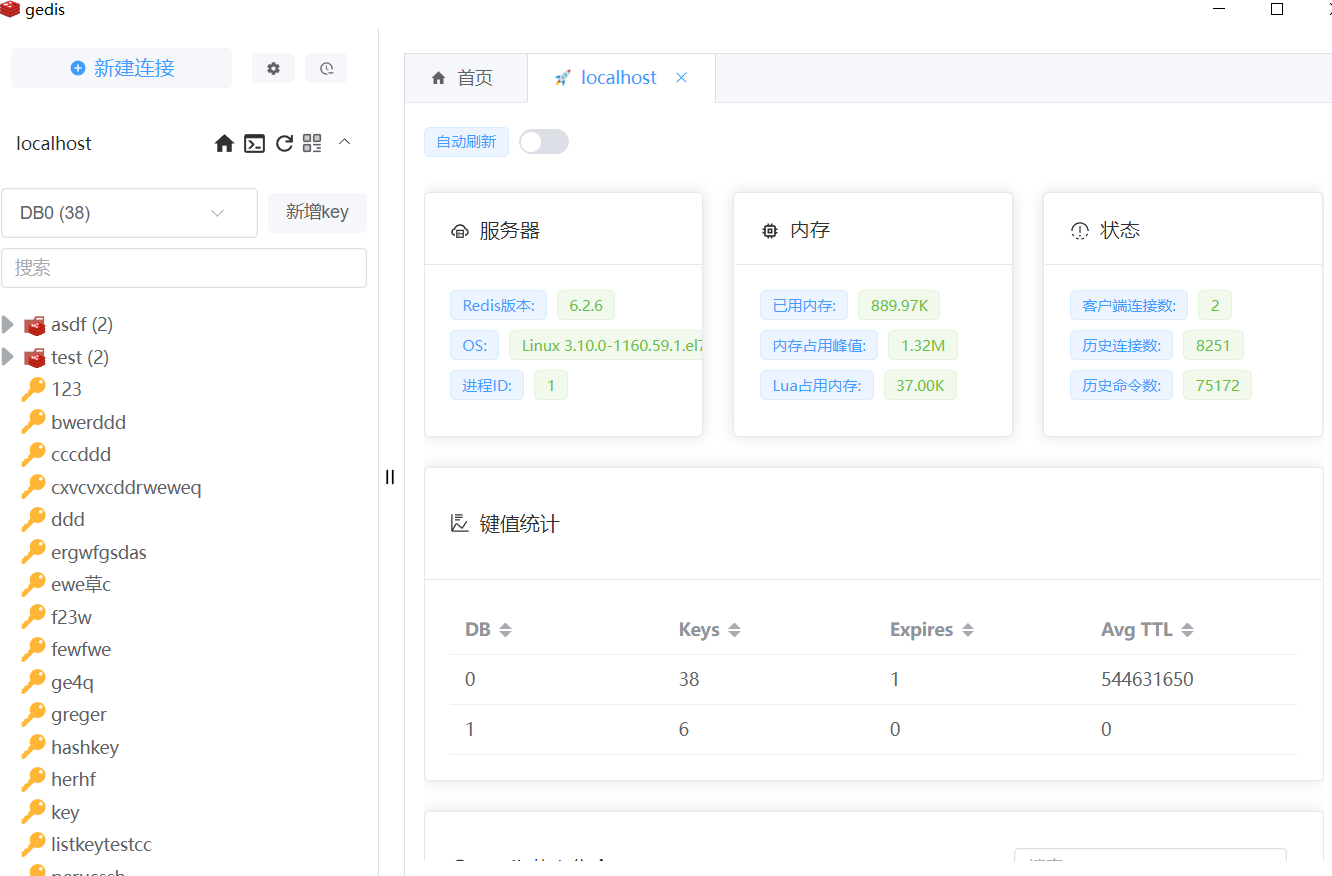 gedis
新建连接
首页
localhost
localhost
自动刷新
DB0 (38)
新增key
搜索
服务器
内存
状态
Redis版本: 6.2.6
已用内存: 889.97K
客户端连接数: 2
OS: Linux 3.10.0-1160.59.1.el7
内存占用峰值: 1.32M
历史连接数: 8251
进程ID: 1
Lua占用内存: 37.00K
历史命令数: 75172
asdf (2)
test (2)
123
bwerddd
cccddd
cxvcvxcddrweweq
ddd
ergwfgsdas
ewe草c
f23w
fewfwe
ge4q
greger
hashkey
herhf
key
listkeytestcc
键值统计
DB Keys Expires Avg TTL
0 38 1 544631650
1 6 0 0